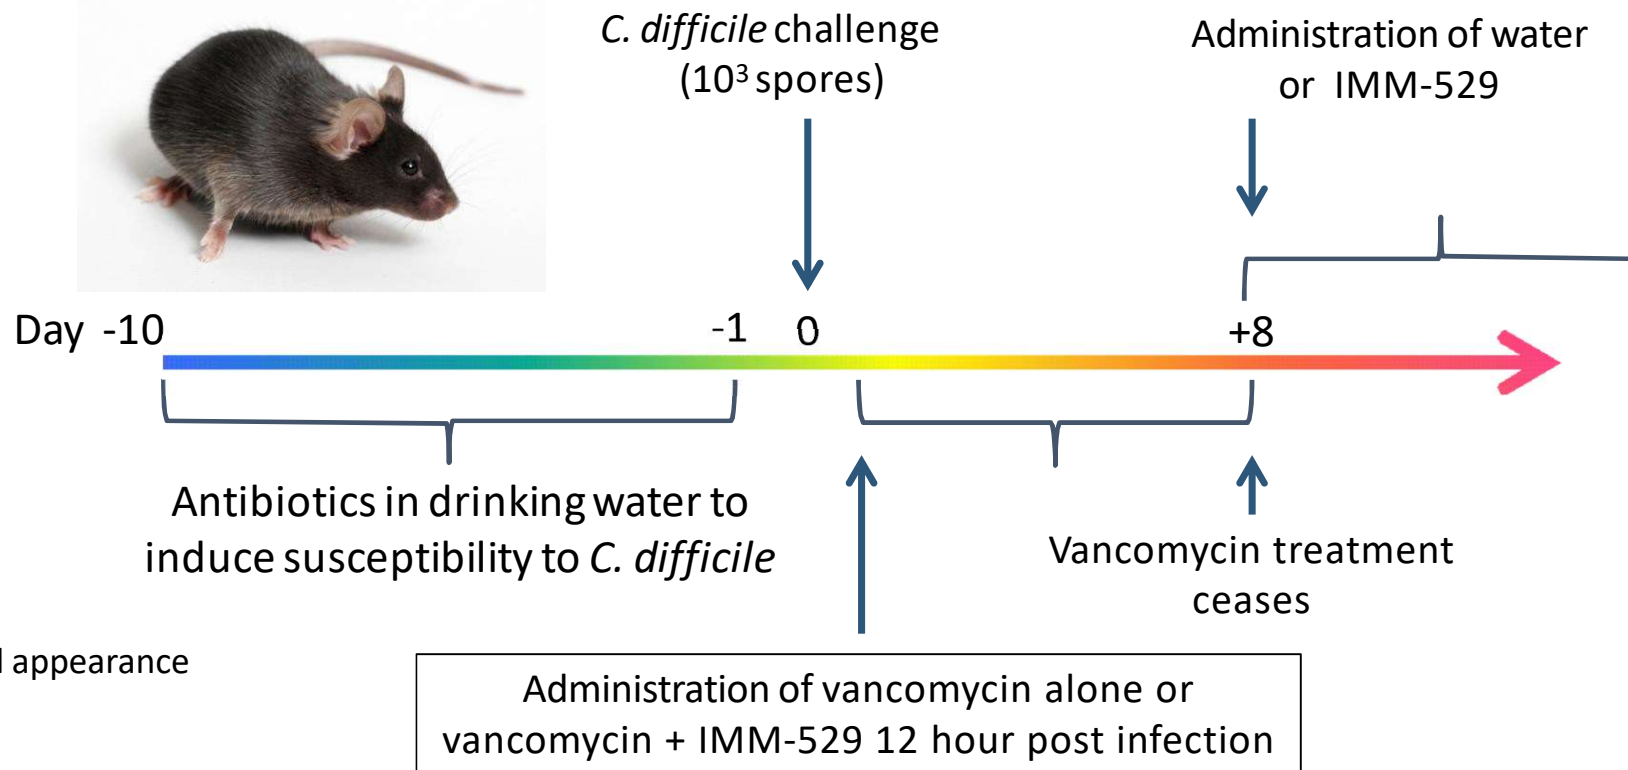 C. difficile challenge
(10³ spores)
Administration of water
or IMM-529
Day -10
-1
0
+8
Antibiotics in drinking water to
induce susceptibility to C. difficile
Vancomycin treatment
ceases
appearance
Administration of vancomycin alone or
vancomycin + IMM-529 12 hour post infection